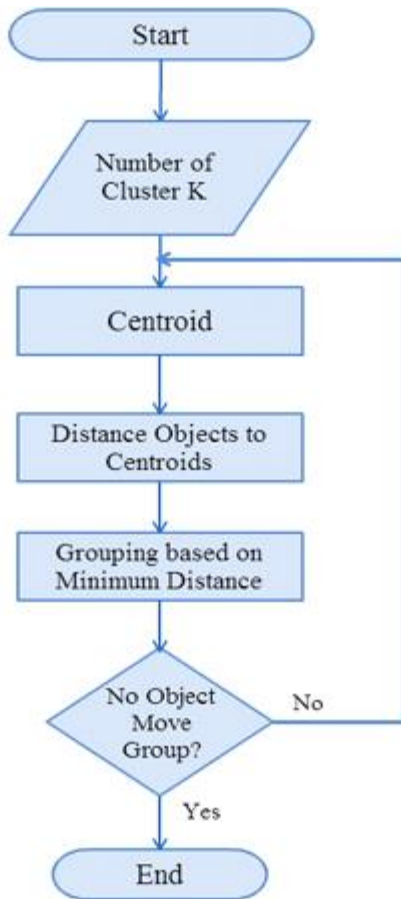 Start
Number of
Cluster K
Centroid
Distance Objects to
Centroids
Grouping based on
Minimum Distance
No Object
Move
Group?
No
Yes
End